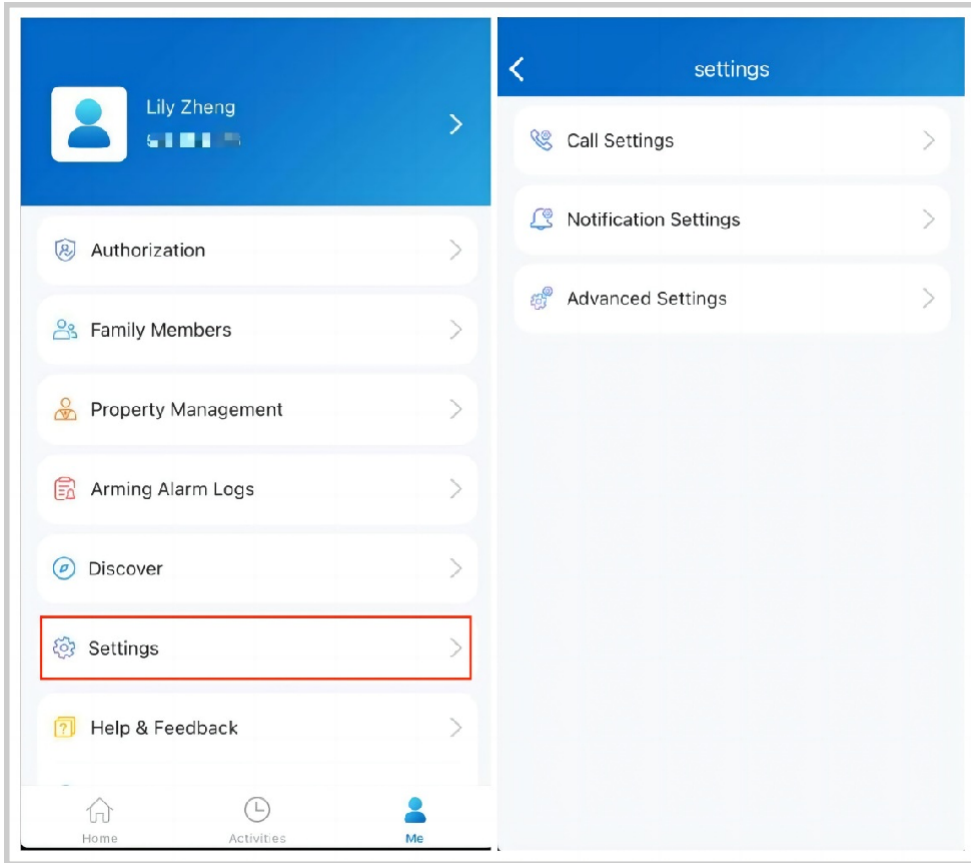 Lily Zheng
Authorization
Family Members
Property Management
Arming Alarm Logs
Discover
Settings
Help & Feedback
Home
Activities
Me
settings
Call Settings
Notification Settings
Advanced Settings